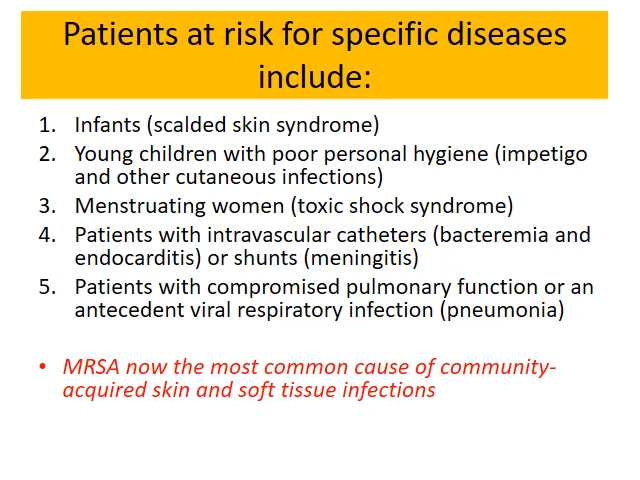 Patients at risk for specific diseases
include:
1. Infants (scalded skin syndrome)
2. Young children with poor personal hygiene (impetigo
and other cutaneous infections)
3. Menstruating women (toxic shock syndrome)
4. Patients with intravascular catheters (bacteremia and
endocarditis) or shunts (meningitis)
5. Patients with compromised pulmonary function or an
antecedent viral respiratory infection (pneumonia)
• MRSA now the most common cause of community-
acquired skin and soft tissue infections